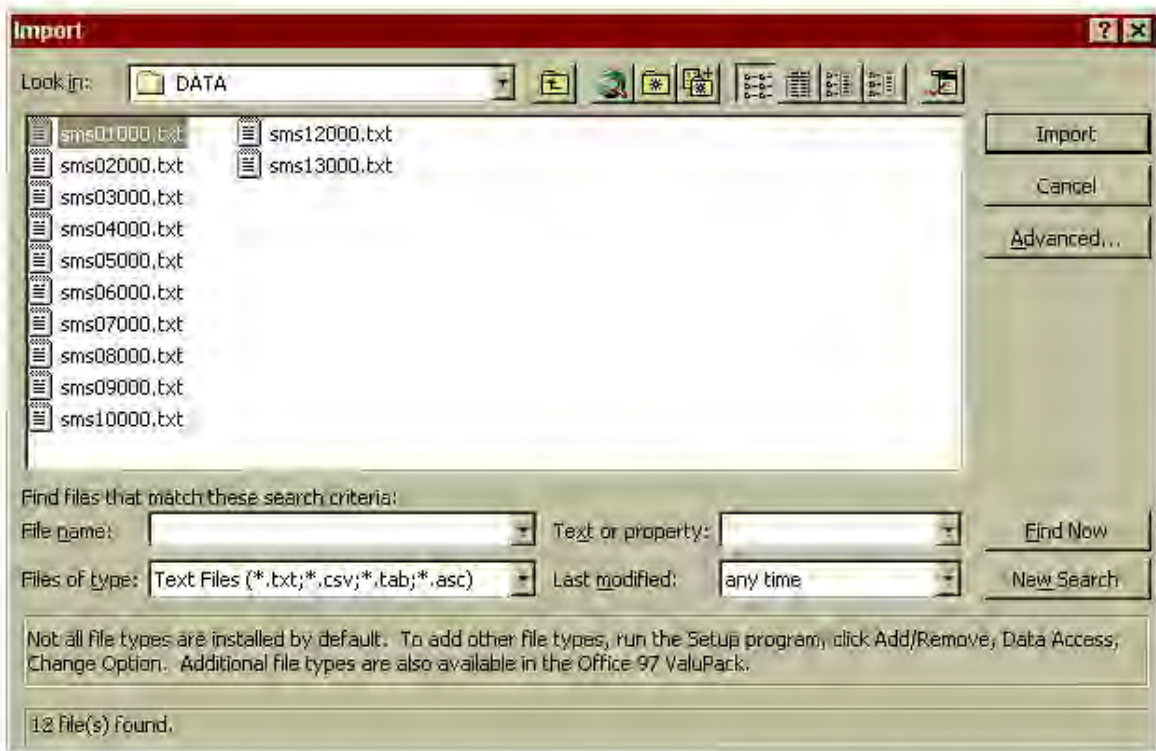 Import
Look in: DATA
sms01000.txt
sms02000.txt
sms03000.txt
sms04000.txt
sms05000.txt
sms06000.txt
sms07000.txt
sms08000.txt
sms09000.txt
sms10000.txt
sms12000.txt
sms13000.txt
Import
Cancel
Advanced...
Find files that match these search criteria:
File name: Text or property: Find Now
Files of type: Text Files (*.txt;*.csv;*.tab;*.asc) Last modified: any time New Search
Not all file types are installed by default. To add other file types, run the Setup program, click Add/Remove, Data Access,
Change Option. Additional file types are also available in the Office 97 ValuPack.
12 file(s) found.